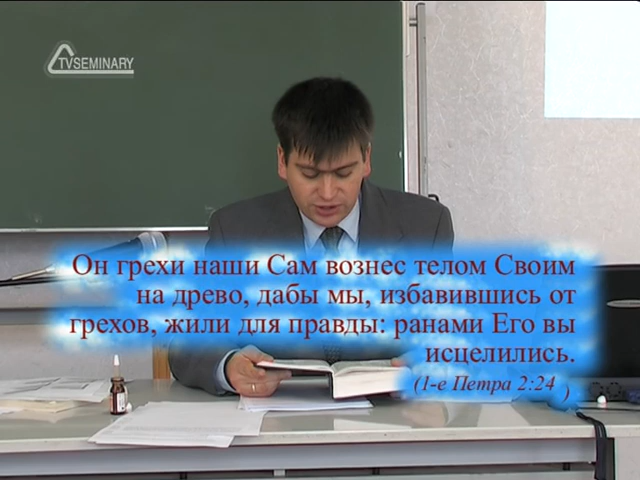 TVSEMINARY
Он грехи наши Сам вознес телом Своим
на древо, дабы мы, избавившись от
грехов, жили для правды: ранами Его вы
исцелились.
(1-е Петра 2:24 )